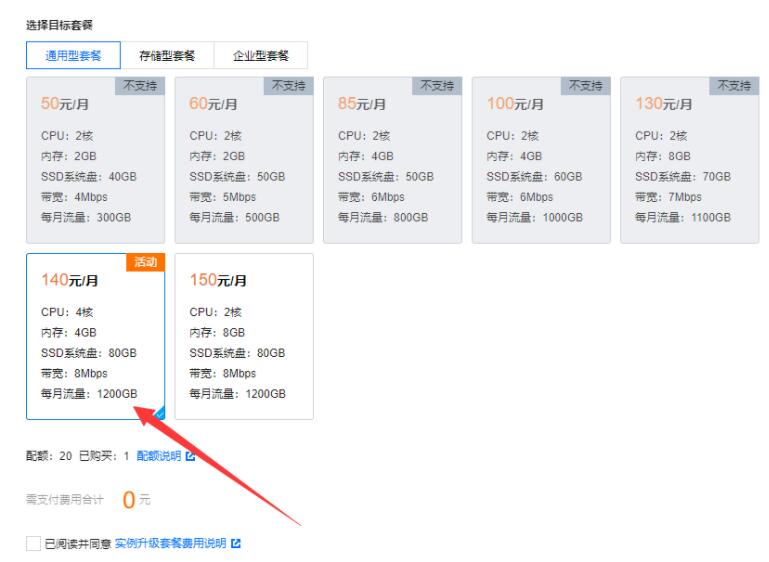 选择目标套餐
通用型套餐 存储型套餐 企业型套餐
不支持
50元/月
CPU：2核
内存：2GB
SSD系统盘：40GB
带宽：4Mbps
每月流量：300GB
不支持
60元/月
CPU：2核
内存：2GB
SSD系统盘：50GB
带宽：5Mbps
每月流量：500GB
不支持
85元/月
CPU：2核
内存：4GB
SSD系统盘：50GB
带宽：6Mbps
每月流量：800GB
不支持
100元/月
CPU：2核
内存：4GB
SSD系统盘：60GB
带宽：6Mbps
每月流量：1000GB
不支持
130元/月
CPU：2核
内存：8GB
SSD系统盘：70GB
带宽：7Mbps
每月流量：1100GB
活动
140元/月
CPU：4核
内存：4GB
SSD系统盘：80GB
带宽：8Mbps
每月流量：1200GB
150元/月
CPU：2核
内存：8GB
SSD系统盘：80GB
带宽：8Mbps
每月流量：1200GB
配额：20 已购买：1 配额说明
需支付费用合计 0 元
已阅读并同意 实例升级套餐费用说明